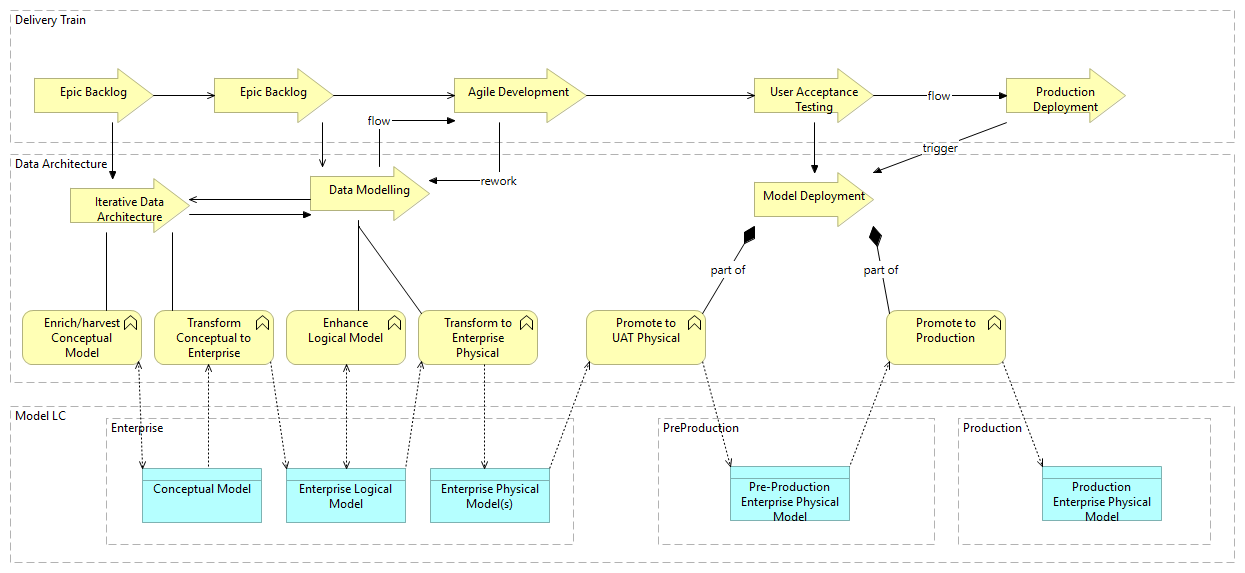 Delivery Train
Epic Backlog
Epic Backlog
Agile Development
User Acceptance
Testing
flow
Production
Deployment
flow
trigger
Data Architecture
rework
Iterative Data
Architecture
Data Modelling
Model Deployment
part of
part of
Enrich/harvest
Conceptual
Model
Transform
Conceptual to
Enterprise
Enhance
Logical Model
Transform to
Enterprise
Physical
Promote to
UAT Physical
Promote to
Production
Model LC
Enterprise
PreProduction
Production
Conceptual Model
Enterprise Logical
Model
Enterprise Physical
Model(s)
Pre-Production
Enterprise Physical
Model
Production
Enterprise Physical
Model